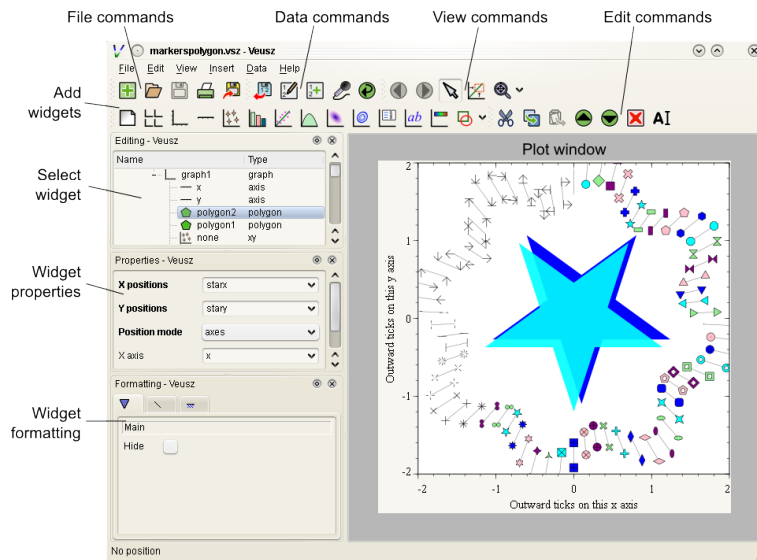 File commands
Data commands
View commands
Edit commands
markerspolygon.vsz - Veusz
File Edit View Insert Data Help
Add
widgets
ab
AI
Editing - Veusz
Name Type
graph1 graph
x axis
y axis
polygon2 polygon
polygon1 polygon
none xy
Select
widget
Properties - Veusz
X positions starx
Y positions stary
Position mode axes
X axis x
Widget
properties
Formatting - Veusz
Main
Hide
Widget
formatting
No position
Plot window
2
1
0
-1
-2
Outward ticks on this y axis
-2 -1 0 1 2
Outward ticks on this x axis